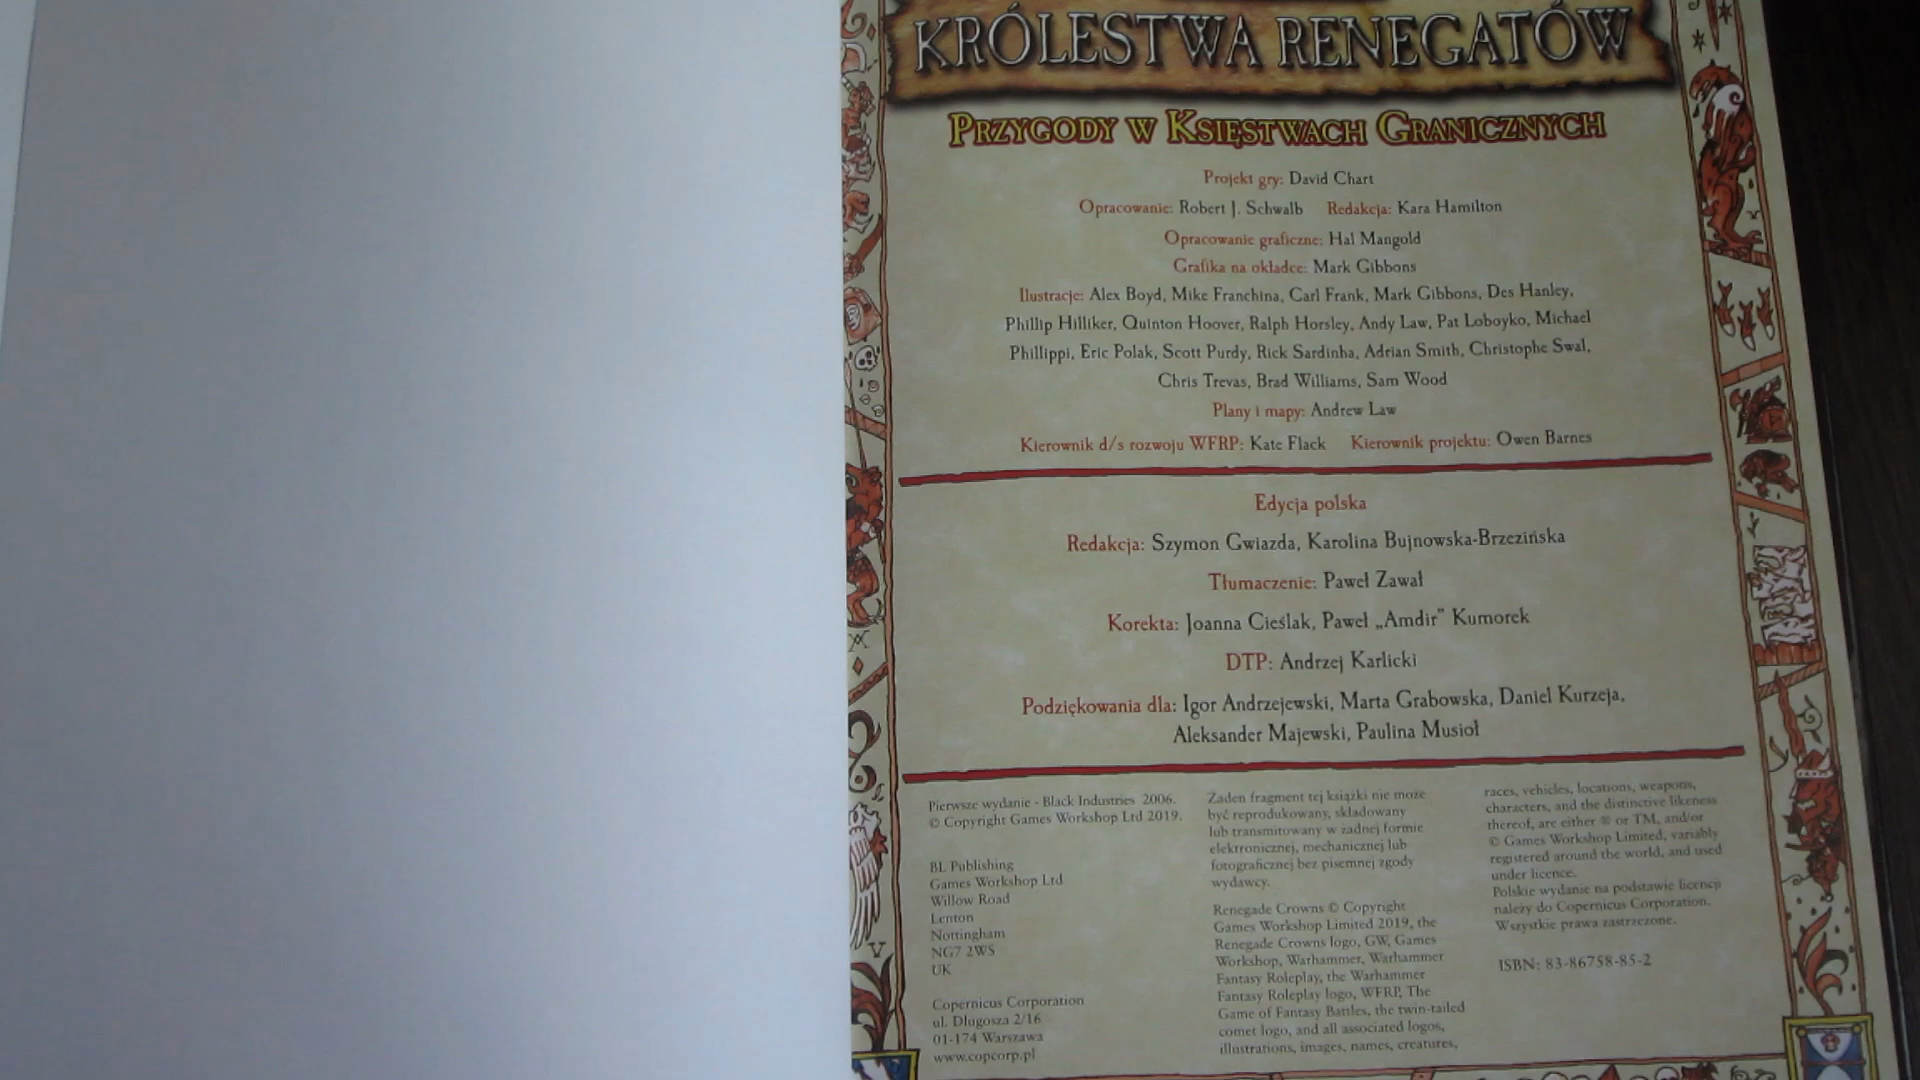 KRÓLESTWA RENEGATÓW
PRZYGODY W KSIĘSTWACH GRANICZNYCH
Projekt gry: David Chart
Opracowanie: Robert J. Schwalb Redakcja: Kara Hamilton
Opracowanie graficzne: Hal Mangold
Grafika na okładce: Mark Gibbons
Ilustracje: Alex Boyd, Mike Franchina, Carl Frank, Mark Gibbons, Des Hanley,
Phillip Hilliker, Quinton Hoover, Ralph Horsley, Andy Law, Pat Loboyko, Michael
Phillippi, Eric Polak, Scott Purdy, Rick Sardinha, Adrian Smith, Christophe Swal,
Chris Trevas, Brad Williams, Sam Wood
Plany i mapy: Andrew Law
Kierownik d/s rozwoju WFRP: Kate Flack Kierownik projektu: Owen Barnes
Edycja polska
Redakcja: Szymon Gwiazda, Karolina Bujnowska-Brzezińska
Tłumaczenie: Paweł Zawał
Korekta: Joanna Cieślak, Paweł „Amdir” Kumorek
DTP: Andrzej Karlicki
Podziękowania dla: Igor Andrzejewski, Marta Grabowska, Daniel Kurzeja,
Aleksander Majewski, Paulina Musioł
Pierwsze wydanie - Black Industries 2006.
© Copyright Games Workshop Ltd 2019.
BL Publishing
Games Workshop Ltd
Willow Road
Lenton
Nottingham
NG7 2WS
UK
Copernicus Corporation
ul. Długosza 2/16
01-174 Warszawa
www.copcorp.pl
Żaden fragment tej książki nie może
być reprodukowany, składowany
lub transmitowany w żadnej formie
elektronicznej, mechanicznej lub
fotograficznej bez pisemnej zgody
wydawcy.
Renegade Crowns © Copyright
Games Workshop Limited 2019, the
Renegade Crowns logo, GW, Games
Workshop, Warhammer, Warhammer
Fantasy Roleplay, the Warhammer
Fantasy Roleplay logo, WFRP, The
Game of Fantasy Battles, the twin-tailed
comet logo, and all associated logos,
illustrations, images, names, creatures,
races, vehicles, locations, weapons,
characters, and the distinctive likeness
thereof, are either ® or TM, and/or
© Games Workshop Limited, variably
registered around the world, and used
under licence.
Polskie wydanie na podstawie licencji
należy do Copernicus Corporation.
Wszystkie prawa zastrzeżone.
ISBN: 83-86758-85-2